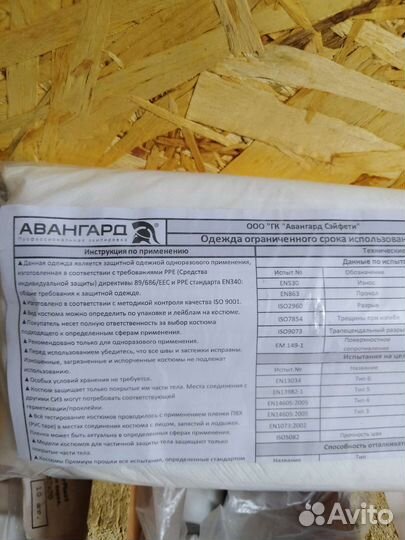 АВАНГАРД
Профессиональная экипировка
ООО "ГК "Авангард Сэйфети"
Одежда ограниченного срока использован
Инструкция по применению
▲Данная одежда является защитной одеждой одноразового применения,
изготовленная в соответствии с требованиями PPE (Средства
индивидуальной защиты) директивы 89/686/EEC и PPE стандарта EN340:
общие требования к защитной одежде.
▲Изготовлено в соответствии с методикой контроля качества ISO 9001.
▲Вид костюма можно определить по упаковке и лейблам на костюме.
▲Покупатель несет полную ответственность за выбор костюма
подходящего к определенным сферам применения.
▲Рекомендовано только для одноразового применения.
▲Перед использованием убедитесь, что все швы и застежки исправны.
Изношенные, загрязненные и испорченные костюмы не подлежат
использованию.
▲Особых условий хранения не требуется.
▲Костюм защищает только покрытые им части тела. Места соединения с
другими СИЗ могут потребовать соответствующей
герметизации/проклейки.
▲Все тестирование костюмов проводилось с применением пленки ПВХ
(PVC tape) в местах соединения костюма с лицом, запястий и лодыжек.
Пленка может быть актуальна в определенных сферах применения.
▲Модели костюмов для частичной защиты тела защищают только
покрытые части тела.
▲Костюмы Премиум прошли все испытания, определенные стандартом
Технические
Данные по испыта
Испыт № Обозначение
EN530 Износ
EN863 Прокол
ISO2960 Разрыв
ISO7854 Трещины при изгибе
ISO9073 Трапецеидальный разрыв
EM 149-1 Поверхностное сопротивление
Испытания на цел
Испыт № Название
EN13034 Тип 6
EN13982-1 Тип 5
EN14605:2005 Тип 4
EN14605:2005 Тип 3
EN1073:2002
ISO5082 Прочность шва
Способность отталкиват
Название Тип
Avito